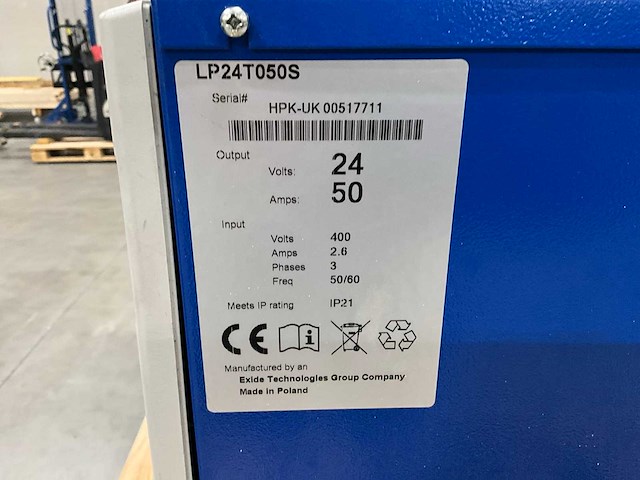 LP24T050S
Serial#
HPK-UK 00517711
Output
Volts: 24
Amps: 50
Input
Volts 400
Amps 2.6
Phases 3
Freq 50/60
Meets IP rating IP21
CE
Manufactured by an
Exide Technologies Group Company
Made in Poland